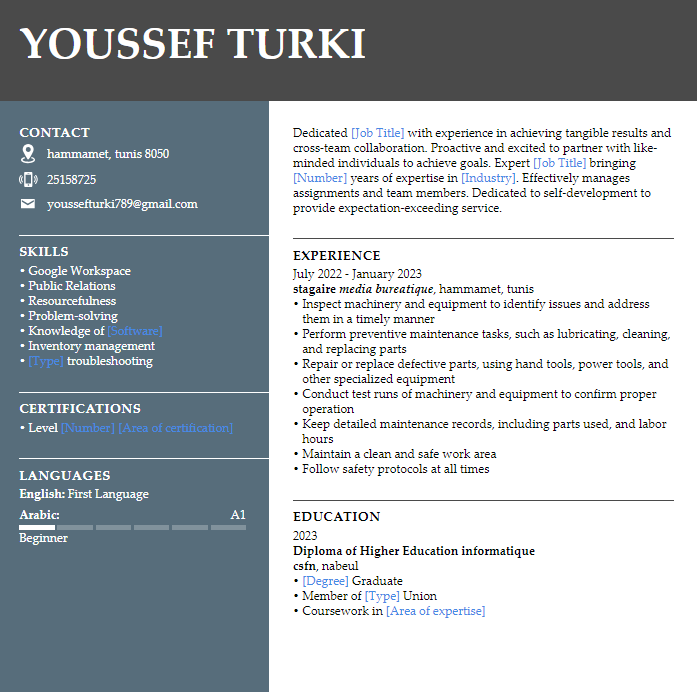 YOUSSEF TURKI
CONTACT
hammamet, tunis 8050
25158725
youssefturki789@gmail.com
SKILLS
• Google Workspace
• Public Relations
• Resourcefulness
• Problem-solving
• Knowledge of [Software]
• Inventory management
• [Type] troubleshooting
CERTIFICATIONS
• Level [Number] [Area of certification]
LANGUAGES
English: First Language
Arabic: A1
Beginner
Dedicated [Job Title] with experience in achieving tangible results and
cross-team collaboration. Proactive and excited to partner with like-
minded individuals to achieve goals. Expert [Job Title] bringing
[Number] years of expertise in [Industry]. Effectively manages
assignments and team members. Dedicated to self-development to
provide expectation-exceeding service.
EXPERIENCE
July 2022 - January 2023
stagaire media bureatique, hammamet, tunis
• Inspect machinery and equipment to identify issues and address
them in a timely manner
• Perform preventive maintenance tasks, such as lubricating, cleaning,
and replacing parts
• Repair or replace defective parts, using hand tools, power tools, and
other specialized equipment
• Conduct test runs of machinery and equipment to confirm proper
operation
• Keep detailed maintenance records, including parts used, and labor
hours
• Maintain a clean and safe work area
• Follow safety protocols at all times
EDUCATION
2023
Diploma of Higher Education informatique
csfn, nabeul
• [Degree] Graduate
• Member of [Type] Union
• Coursework in [Area of expertise]